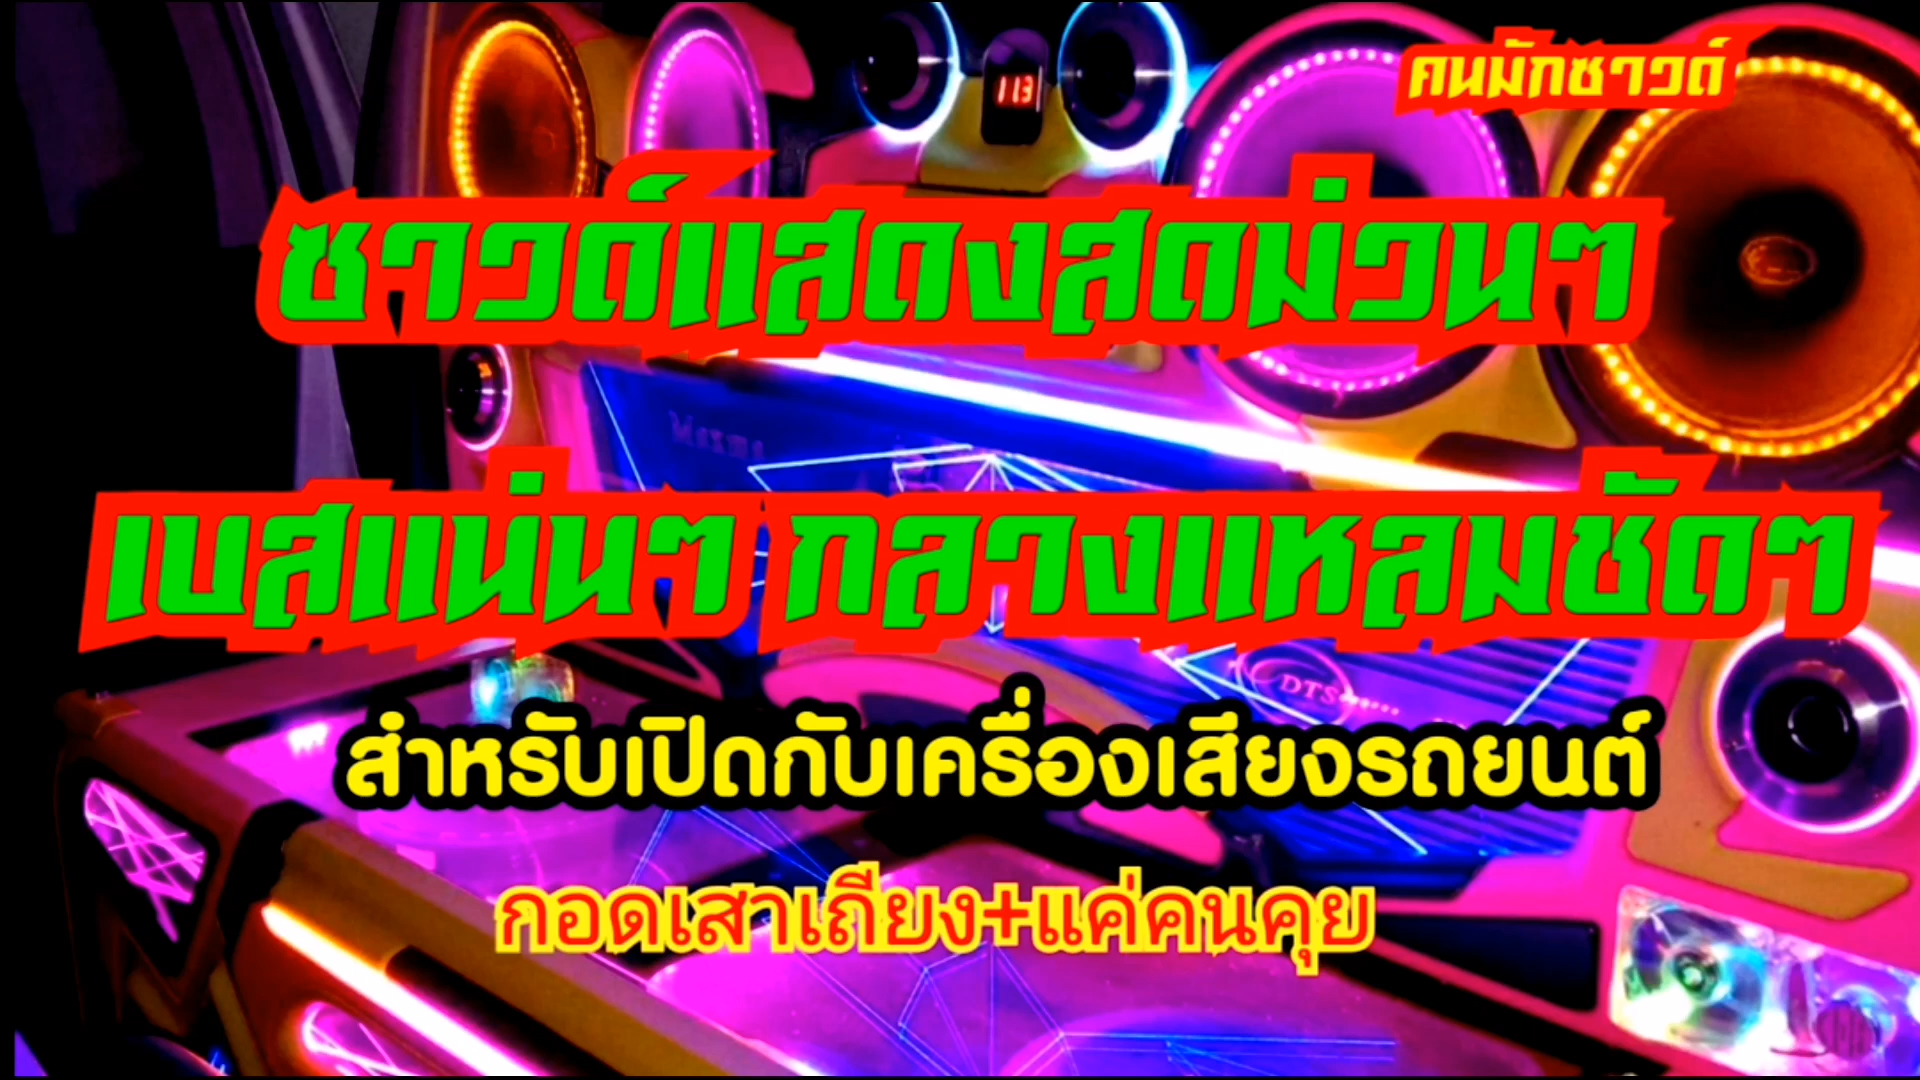 คนมักซาวด์
113
ซาวด์แสดงสดม่วนๆ
เบสแน่นๆ กลางแหลมชัดๆ
DTS
สำหรับเปิดกับเครื่องเสียงรถยนต์
กอดเสาเถียง+แค่คนคุย